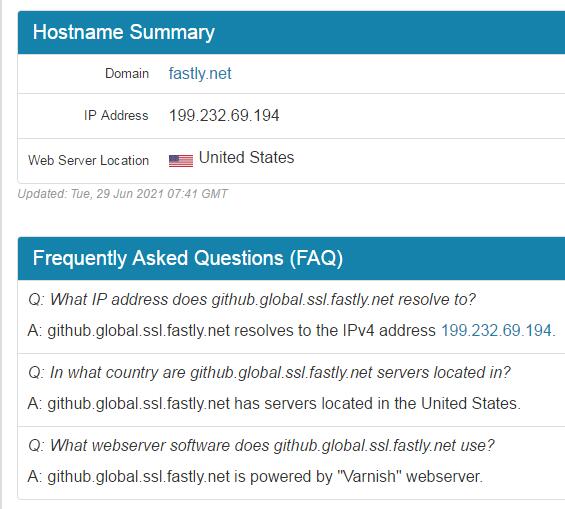 Hostname Summary
Domain fastly.net
IP Address 199.232.69.194
Web Server Location United States
Updated: Tue, 29 Jun 2021 07:41 GMT
Frequently Asked Questions (FAQ)
Q: What IP address does github.global.ssl.fastly.net resolve to?
A: github.global.ssl.fastly.net resolves to the IPv4 address 199.232.69.194.
Q: In what country are github.global.ssl.fastly.net servers located in?
A: github.global.ssl.fastly.net has servers located in the United States.
Q: What webserver software does github.global.ssl.fastly.net use?
A: github.global.ssl.fastly.net is powered by "Varnish" webserver.